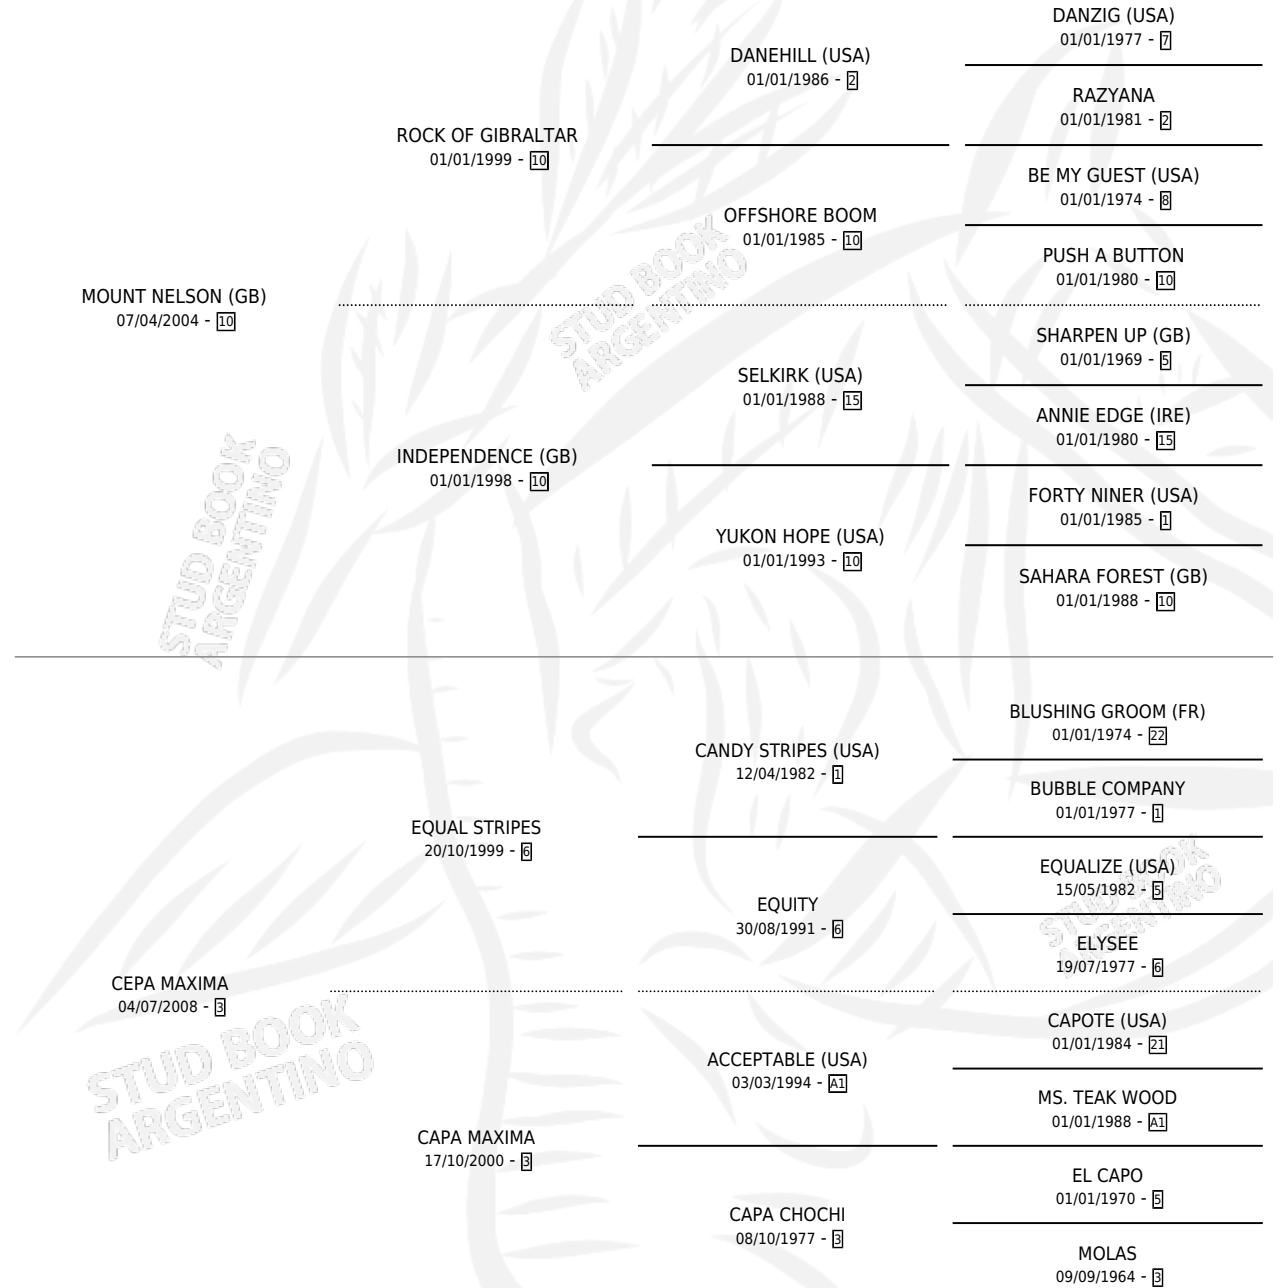 DANZIG (USA)
01/01/1977 - 7
DANEHILL (USA)
01/01/1986 - 2
RAZYANA
01/01/1981 - 2
ROCK OF GIBRALTAR
01/01/1999 - 10
BE MY GUEST (USA)
01/01/1974 - 8
OFFSHORE BOOM
01/01/1985 - 10
PUSH A BUTTON
01/01/1980 - 10
MOUNT NELSON (GB)
07/04/2004 - 10
SHARPEN UP (GB)
01/01/1969 - 5
SELKIRK (USA)
01/01/1988 - 15
ANNIE EDGE (IRE)
01/01/1980 - 15
INDEPENDENCE (GB)
01/01/1998 - 10
FORTY NINER (USA)
01/01/1985 - 1
YUKON HOPE (USA)
01/01/1993 - 10
SAHARA FOREST (GB)
01/01/1988 - 10
BLUSHING GROOM (FR)
01/01/1974 - 22
CANDY STRIPES (USA)
12/04/1982 - 1
BUBBLE COMPANY
01/01/1977 - 1
EQUAL STRIPES
20/10/1999 - 6
EQUALIZE (USA)
15/05/1982 - 5
EQUITY
30/08/1991 - 6
ELYSEE
19/07/1977 - 6
CEPA MAXIMA
04/07/2008 - 3
CAPOTE (USA)
01/01/1984 - 21
ACCEPTABLE (USA)
03/03/1994 - A1
MS. TEAK WOOD
01/01/1988 - A1
CAPA MAXIMA
17/10/2000 - 3
EL CAPO
01/01/1970 - 5
CAPA CHOCHI
08/10/1977 - 3
MOLAS
09/09/1964 - 3
STUD BOOK
ARGENTINO
STUD BOOK
ARGENTINO
STUD BOOK
ARGENTINO
STUD BOOK
ARGENTINO